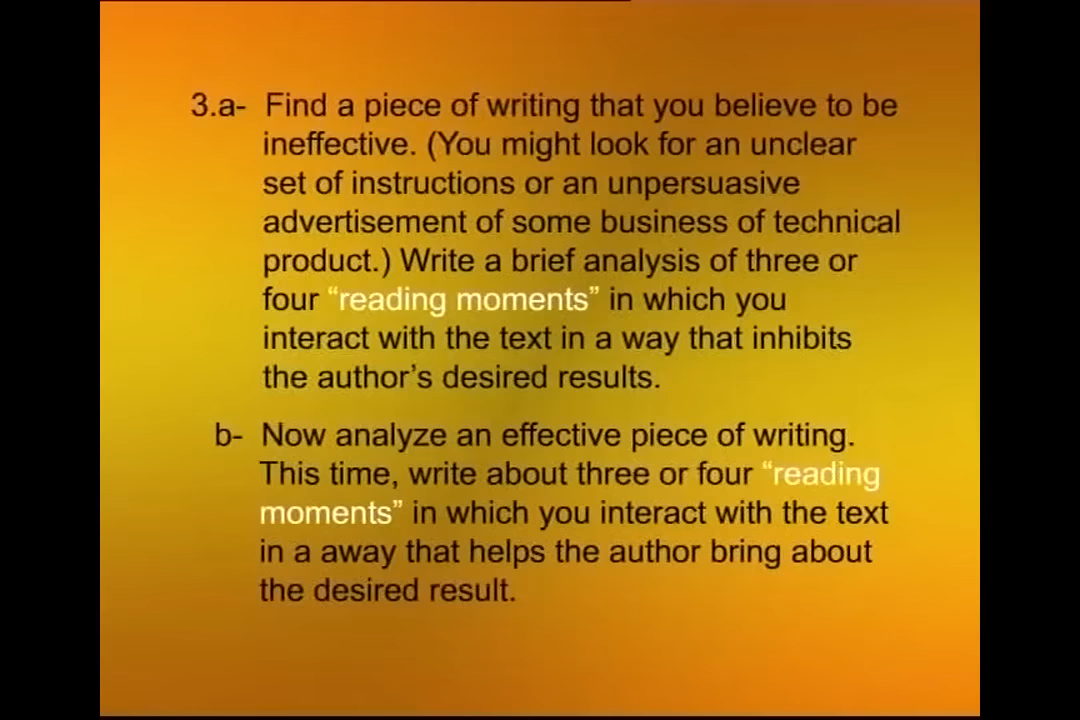 3.a- Find a piece of writing that you believe to be
ineffective. (You might look for an unclear
set of instructions or an unpersuasive
advertisement of some business of technical
product.) Write a brief analysis of three or
four “reading moments” in which you
interact with the text in a way that inhibits
the author’s desired results.
b- Now analyze an effective piece of writing.
This time, write about three or four “reading
moments” in which you interact with the text
in a away that helps the author bring about
the desired result.